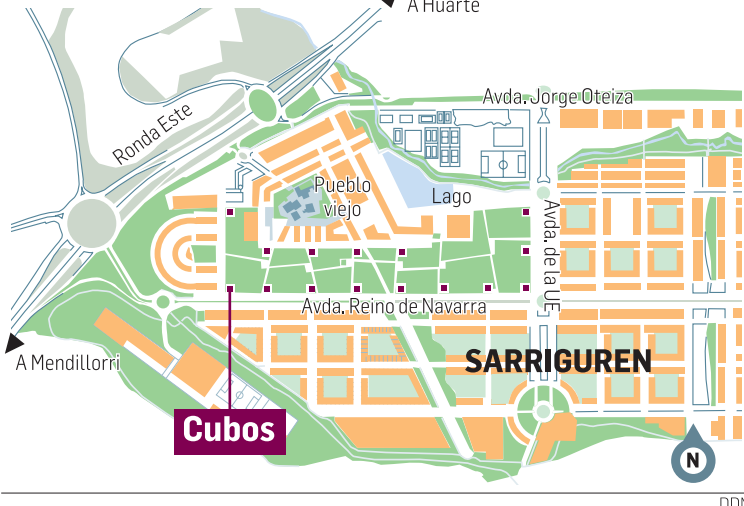 A Huarte
Avda. Jorge Oteiza
Ronda Este
Pueblo
viejo
Lago
Avda. de la UE
Avda. Reino de Navarra
A Mendillorri
SARRIGUREN
Cubos
N